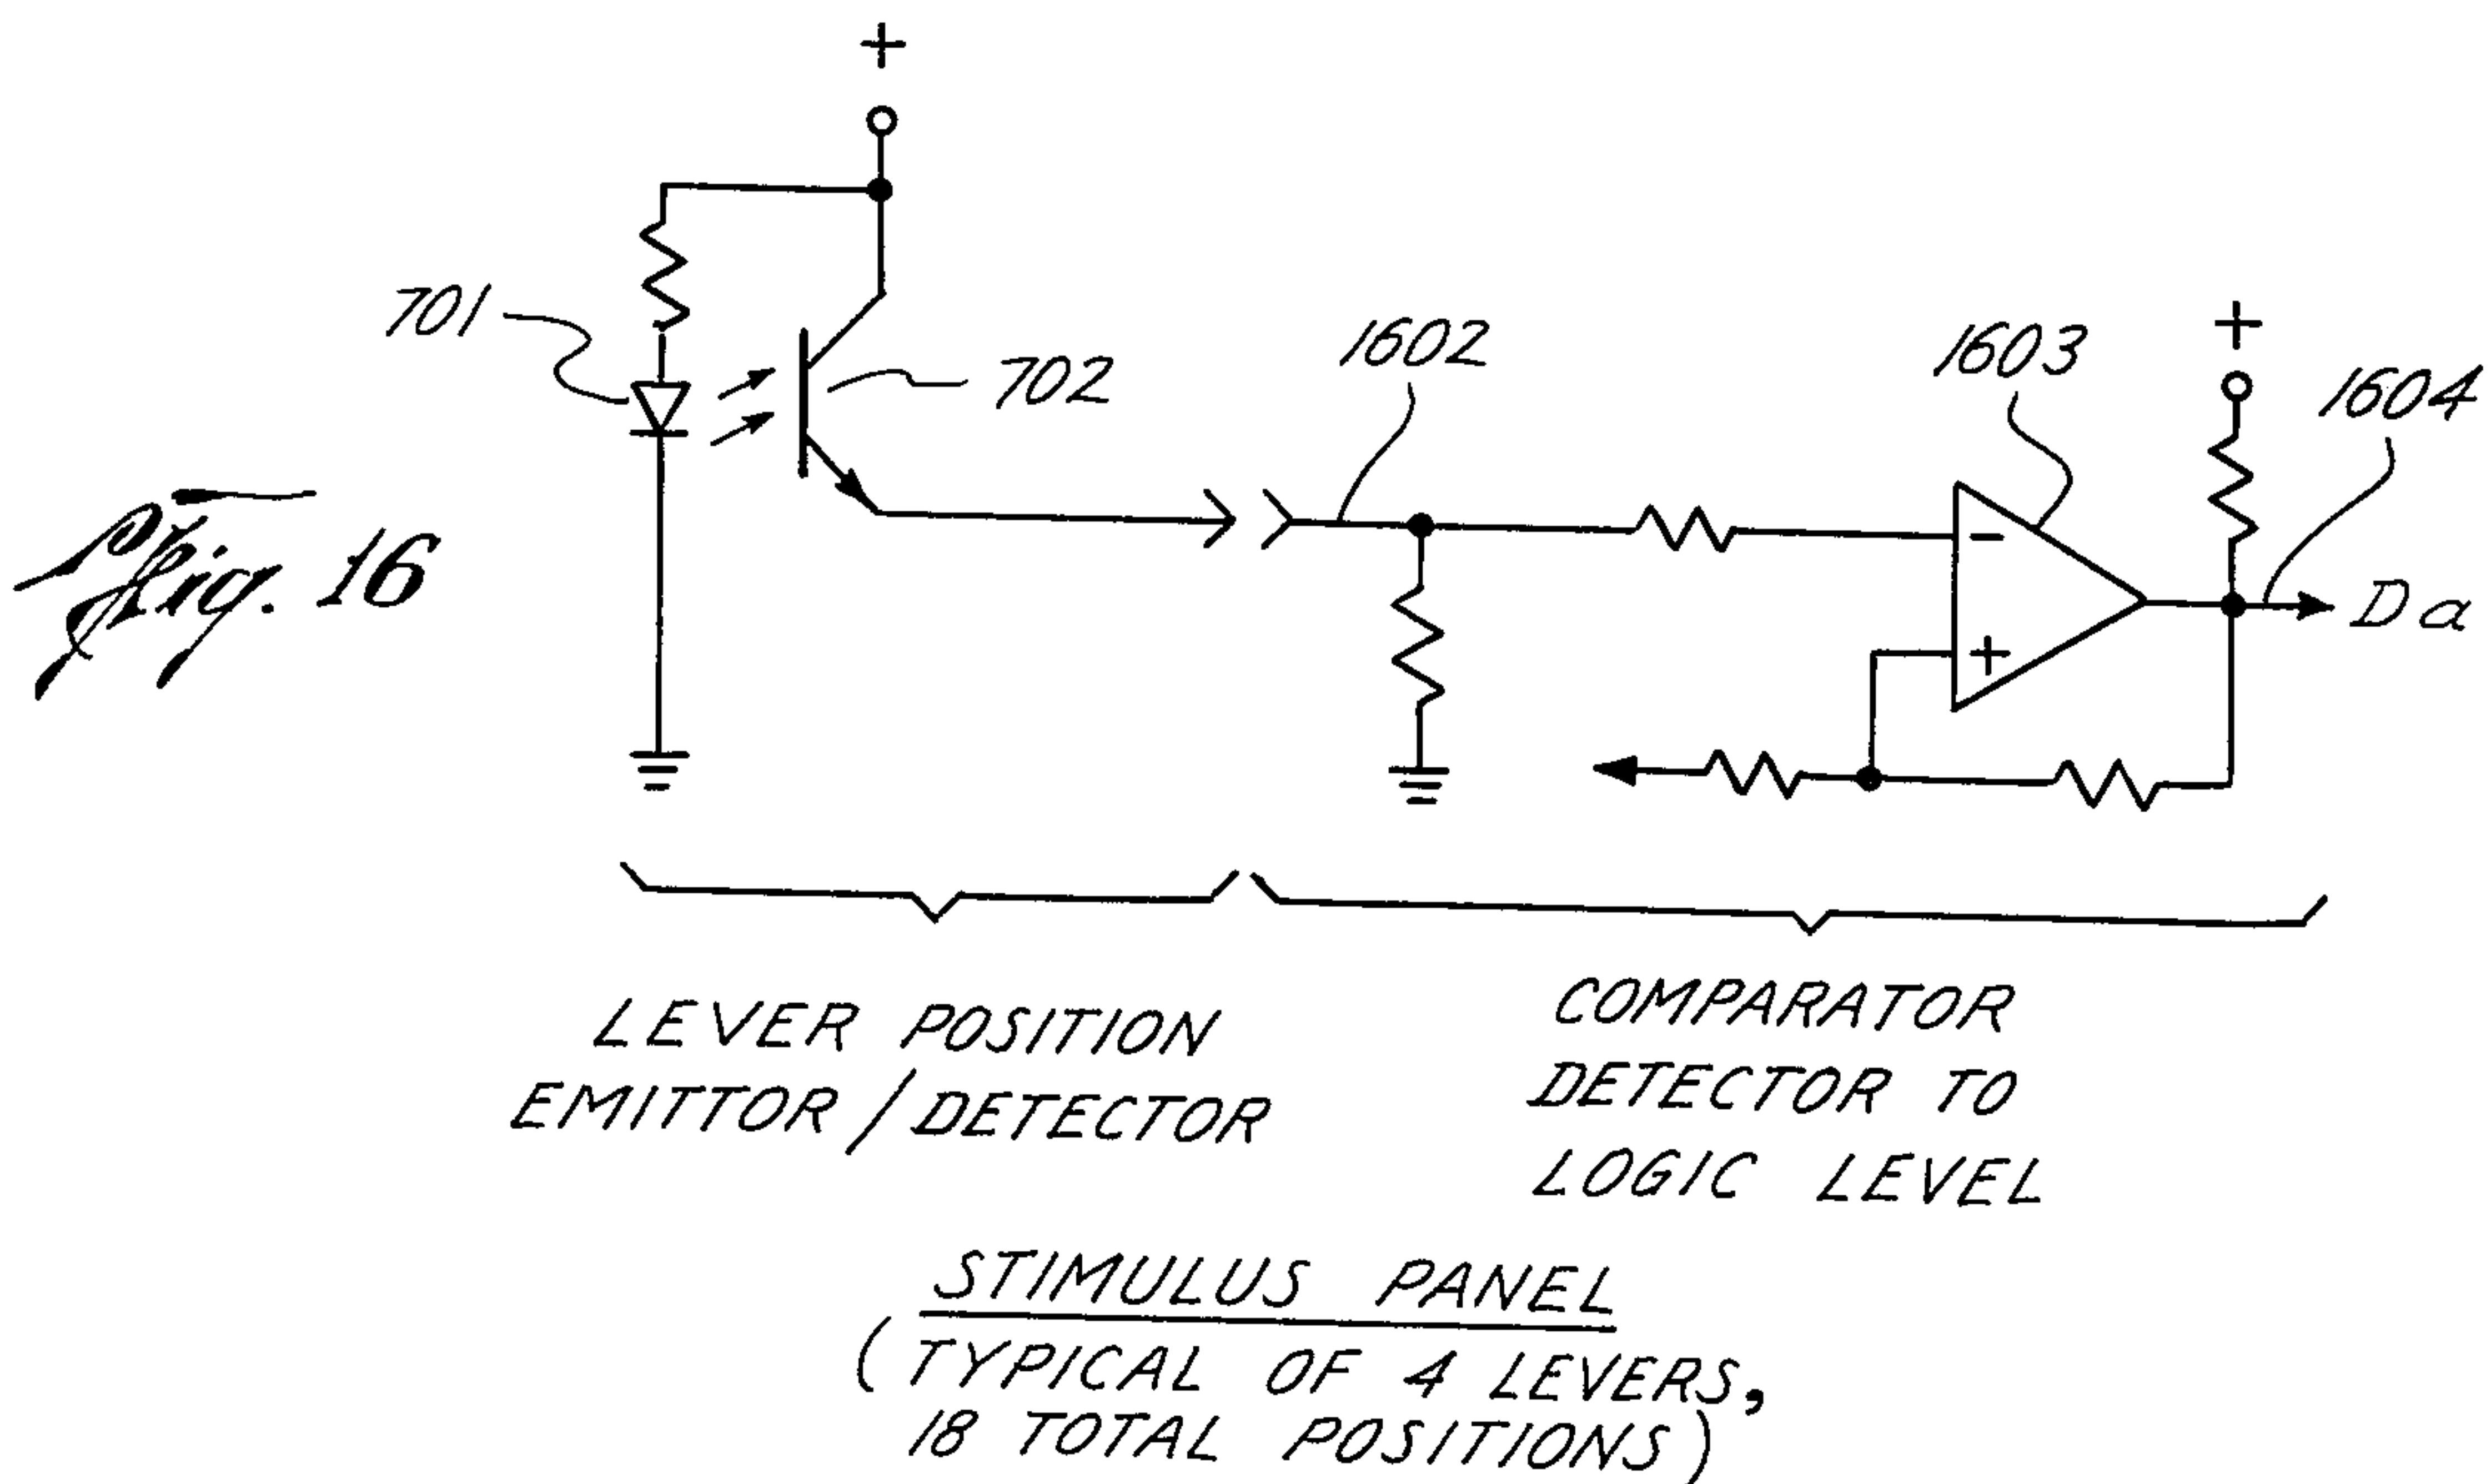 +
701
702
1602
1603
+
1604
-
+
Da
Fig. 16
LEVER POSITION
EMITTOR/DETECTOR
COMPARATOR
DETECTOR TO
LOGIC LEVEL
STIMULUS PANEL
(TYPICAL OF 4 LEVERS,
18 TOTAL POSITIONS)